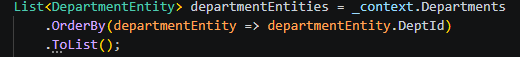 List<DepartmentEntity> departmentEntities = _context.Departments
.OrderBy(departmentEntity => departmentEntity.DeptId)
.ToList();